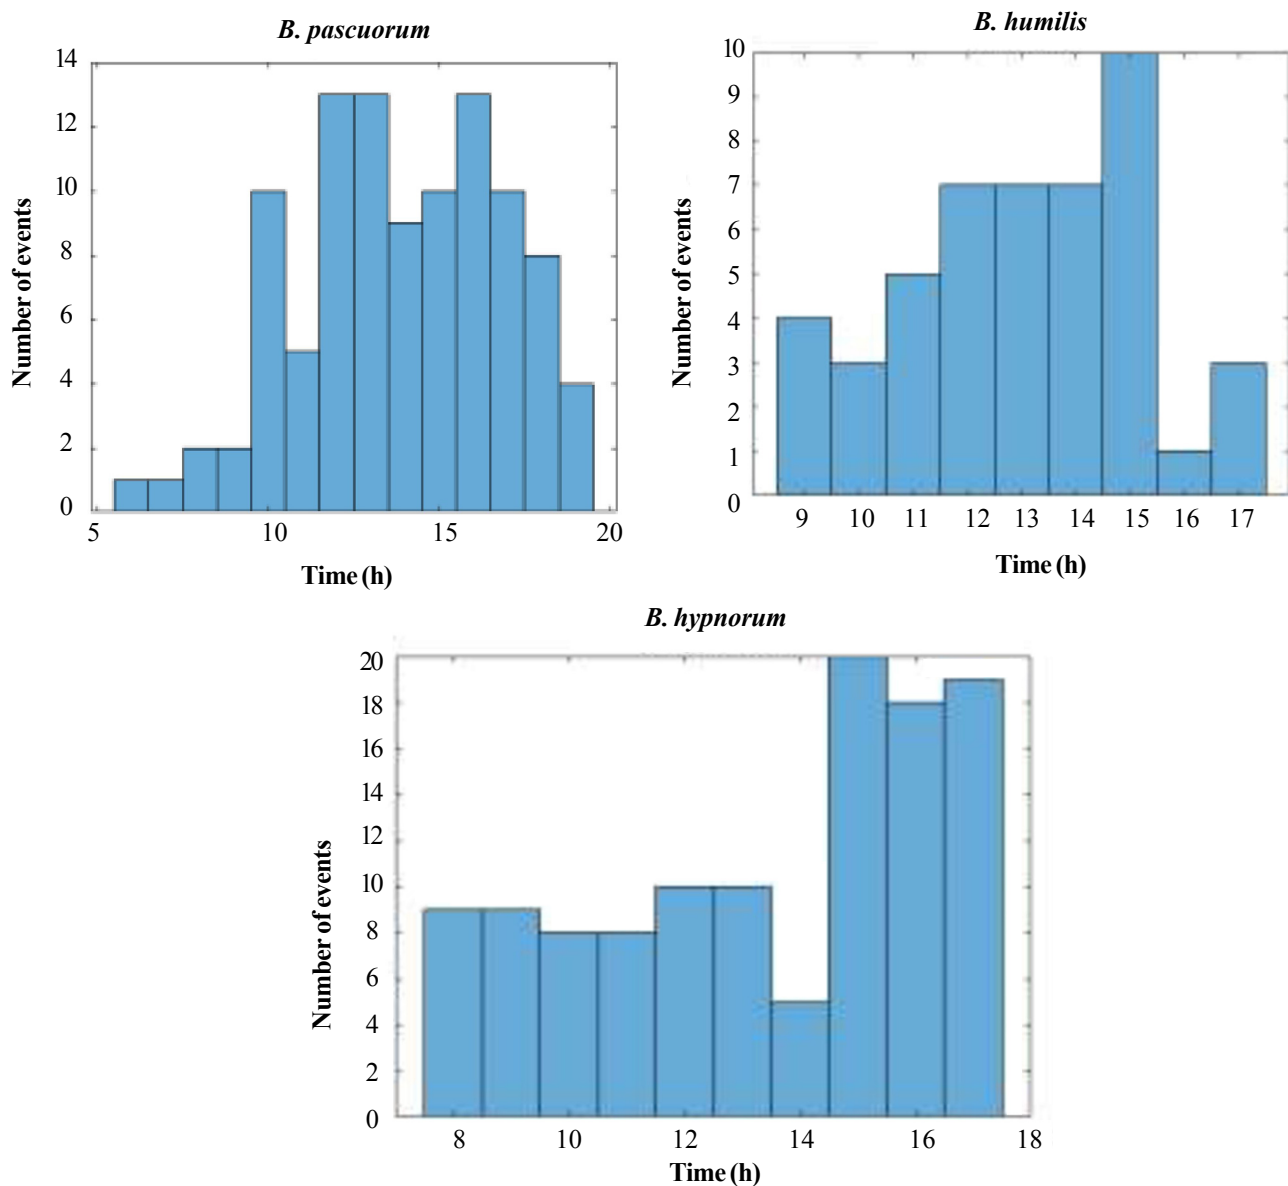 B. pascuorum
14
12
10
8
6
4
2
0
Number of events
5 10 15 20
Time (h)
B. humilis
10
9
8
7
6
5
4
3
2
1
0
Number of events
9 10 11 12 13 14 15 16 17
Time (h)
B. hypnorum
20
18
16
14
12
10
8
6
4
2
0
Number of events
8 10 12 14 16 18
Time (h)